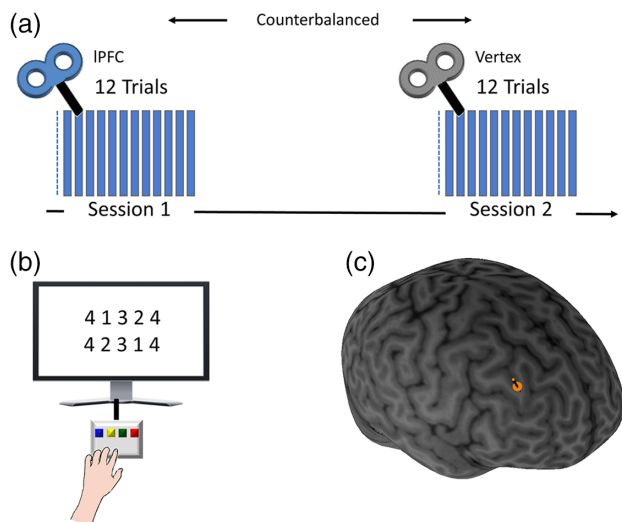 (a)
Counterbalanced
lPFC
12 Trials
Vertex
12 Trials
Session 1
Session 2
(b)
4 1 3 2 4
4 2 3 1 4
(c)